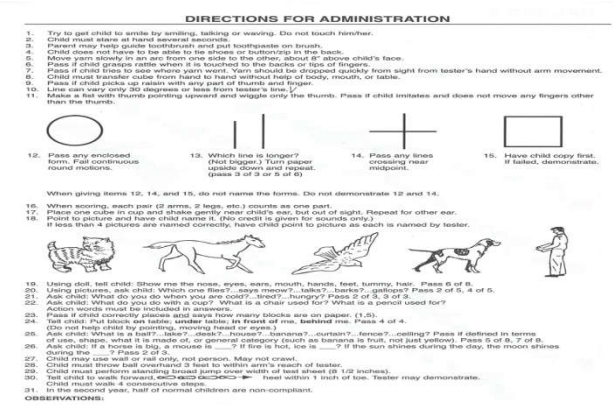 DIRECTIONS FOR ADMINISTRATION
1. Try to get child to smile by smiling, talking or waving. Do not touch him/her.
2. Child must stare at hand several seconds.
3. Parent may help guide toothbrush and put toothpaste on brush.
4. Child does not have to be able to tie shoes or button/zip in the back.
5. Move yarn slowly in an arc from one side to the other, about 8" above child's face.
6. Pass if child grasps rattle when it is touched to the backs or tips of fingers.
7. Pass if child tries to see where yarn went. Yarn should be dropped quickly from sight from tester's hand without arm movement.
8. Child must transfer cube from hand to hand without help of body, mouth, or table.
9. Pass if child picks up raisin with any part of thumb and finger.
10. Line can vary only 30 degrees or less from tester's line.
11. Make a fist with thumb pointing upward and wiggle only the thumb. Pass if child imitates and does not move any fingers other
than the thumb.
12. Pass any enclosed
form. Fail continuous
round motions.
13. Which line is longer?
(Not bigger.) Turn paper
upside down and repeat.
(pass 3 of 3 or 5 of 6)
14. Pass any lines
crossing near
midpoint.
15. Have child copy first.
If failed, demonstrate.
When giving items 12, 14, and 15, do not name the forms. Do not demonstrate 12 and 14.
16. When scoring, each pair (2 arms, 2 legs, etc.) counts as one part.
17. Place one cube in cup and shake gently near child's ear, but out of sight. Repeat for other ear.
18. Point to picture and have child name it. (No credit is given for sounds only.)
If less than 4 pictures are named correctly, have child point to picture as each is named by tester.
19. Using doll, tell child: Show me the nose, eyes, ears, mouth, hands, feet, tummy, hair. Pass 6 of 8.
20. Using pictures, ask child: Which one flies?...says meow?...talks?...barks?...gallops? Pass 2 of 5, 4 of 5.
21. Ask child: What do you do when you are cold?...tired?...hungry? Pass 2 of 3, 3 of 3.
22. Ask child: What do you do with a cup? What is a chair used for? What is a pencil used for?
Action words must be included in answers.
23. Pass if child correctly places and says how many blocks are on paper. (1,5).
24. Tell child: Put block on table; under table; in front of me, behind me. Pass 4 of 4.
(Do not help child by pointing, moving head or eyes.)
25. Ask child: What is a ball?...lake?...desk?...house?...banana?...curtain?...fence?...ceiling? Pass if defined in terms
of use, shape, what it is made of, or general category (such as banana is fruit, not just yellow). Pass 5 of 8, 7 of 8.
26. Ask child: If a horse is big, a mouse is ___? If fire is hot, ice is ___? If the sun shines during the day, the moon shines
during the ___? Pass 2 of 3.
27. Child may use wall or rail only, not person. May not crawl.
28. Child must throw ball overhand 3 feet to within arm's reach of tester.
29. Child must perform standing broad jump over width of test sheet (8 1/2 inches).
30. Tell child to walk forward, heel within 1 inch of toe. Tester may demonstrate.
Child must walk 4 consecutive steps.
31. In the second year, half of normal children are non-compliant.
OBSERVATIONS: